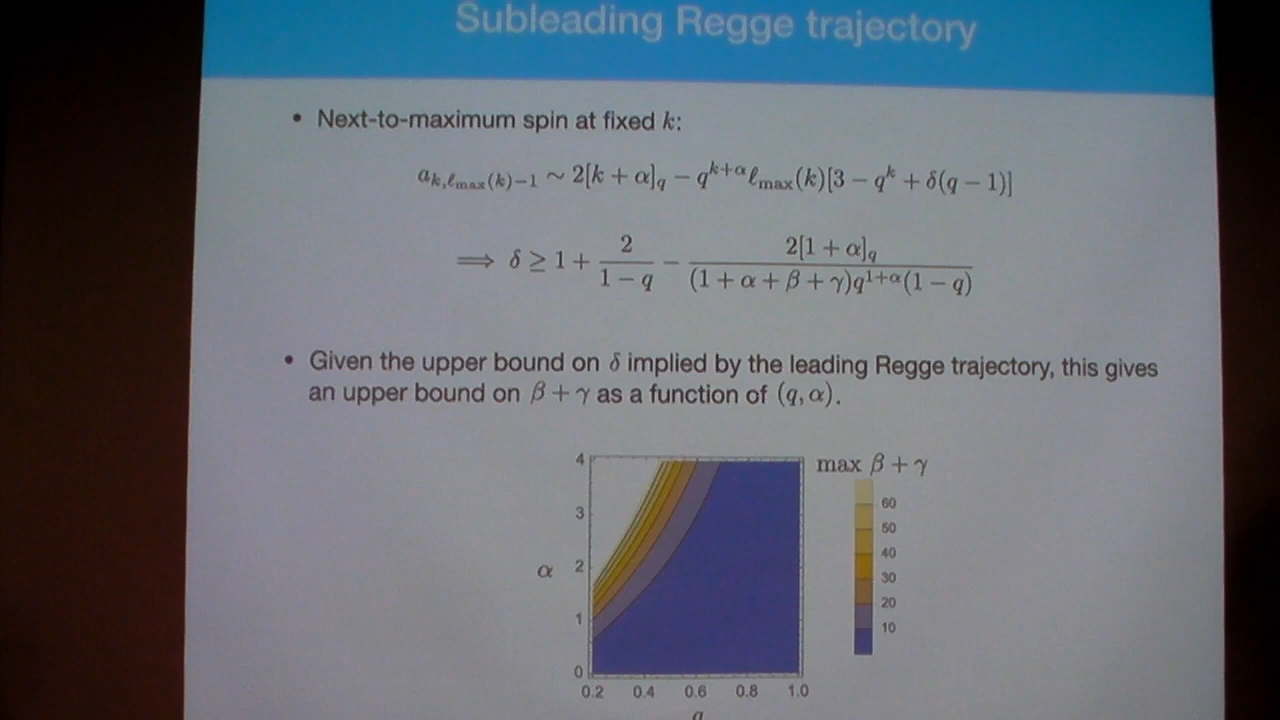 Subleading Regge trajectory
• Next-to-maximum spin at fixed k:
a_{k,ℓ_max(k)−1} ∼ 2[k + α]_q − q^{k+α}ℓ_max(k)[3 − q^k + δ(q − 1)]
⟹ δ ≥ 1 + 2/(1 − q) − 2[1 + α]_q/((1 + α + β + γ)q^{1+α}(1 − q))
• Given the upper bound on δ implied by the leading Regge trajectory, this gives
an upper bound on β + γ as a function of (q, α).
max β + γ
4
3
α
2
1
0
0.2 0.4 0.6 0.8 1.0
q
60
50
40
30
20
10